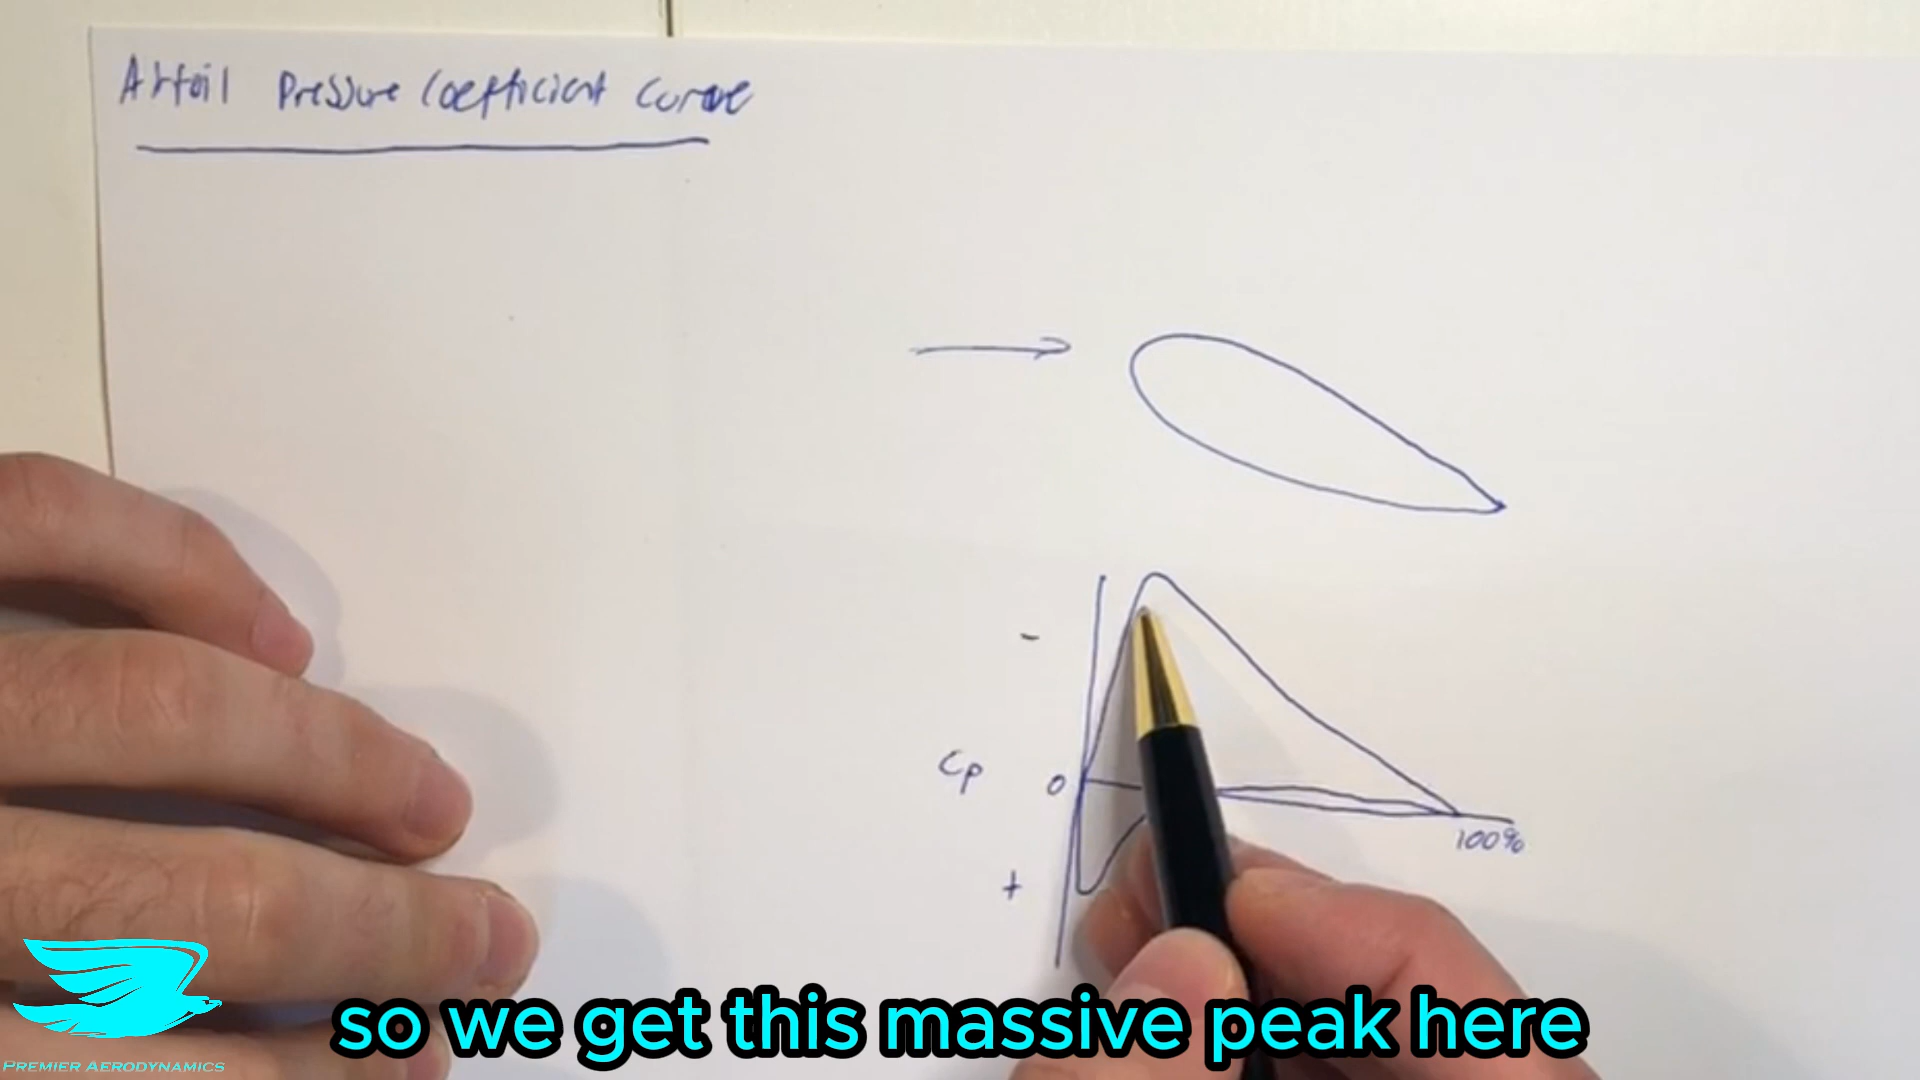 Airfoil Pressure Coefficient Curve
-
Cp 0
100%
+
so we get this massive peak here
PREMIER AERODYNAMICS